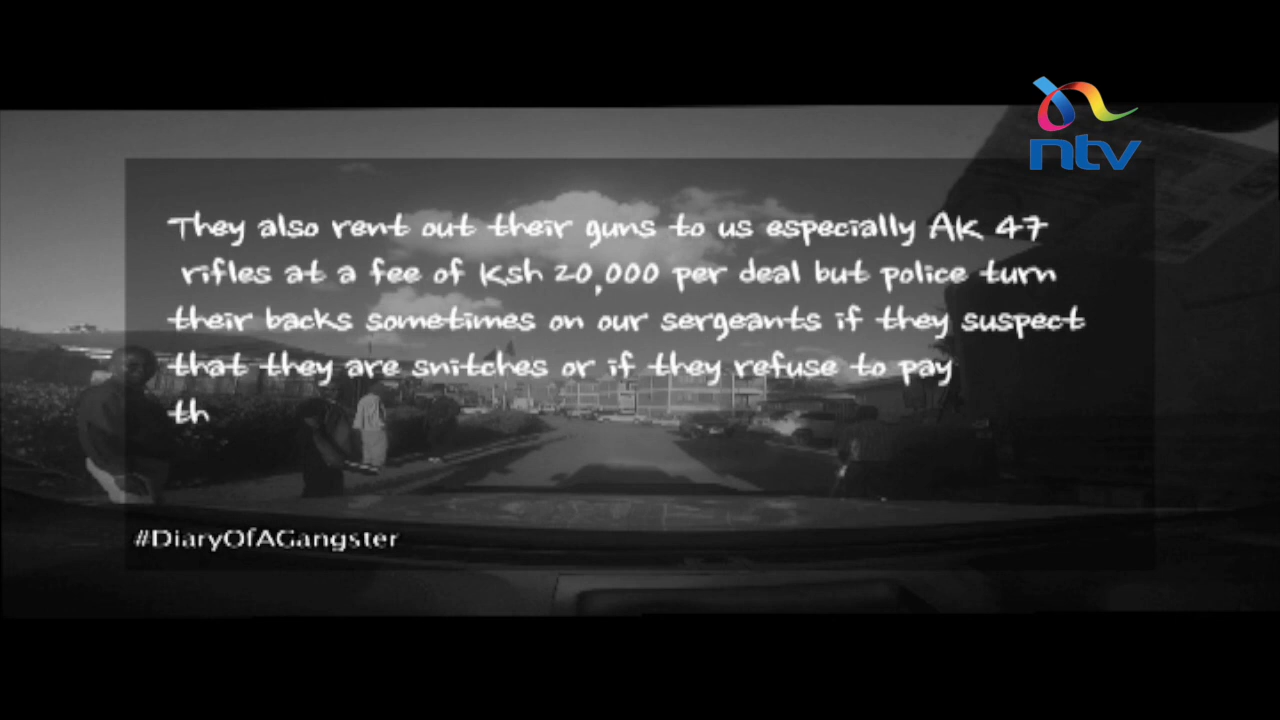 ntv
They also rent out their guns to us especially AK 47
rifles at a fee of Ksh 20,000 per deal but police turn
their backs sometimes on our sergeants if they suspect
that they are snitches or if they refuse to pay
th
#DiaryOfAGangster